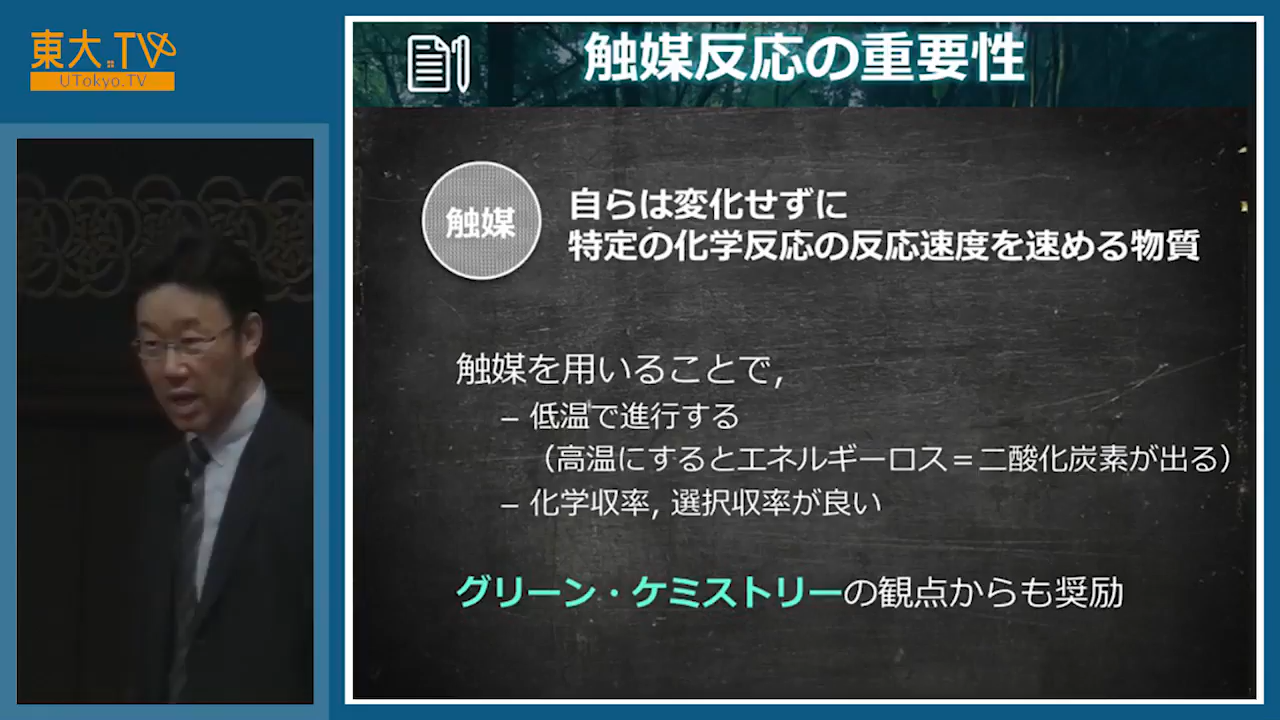 東大.TV
UTokyo.TV
触媒反応の重要性
触媒
自らは変化せずに
特定の化学反応の反応速度を速める物質
触媒を用いることで,
– 低温で進行する
（高温にするとエネルギーロス＝二酸化炭素が出る）
– 化学収率, 選択収率が良い
グリーン・ケミストリーの観点からも奨励